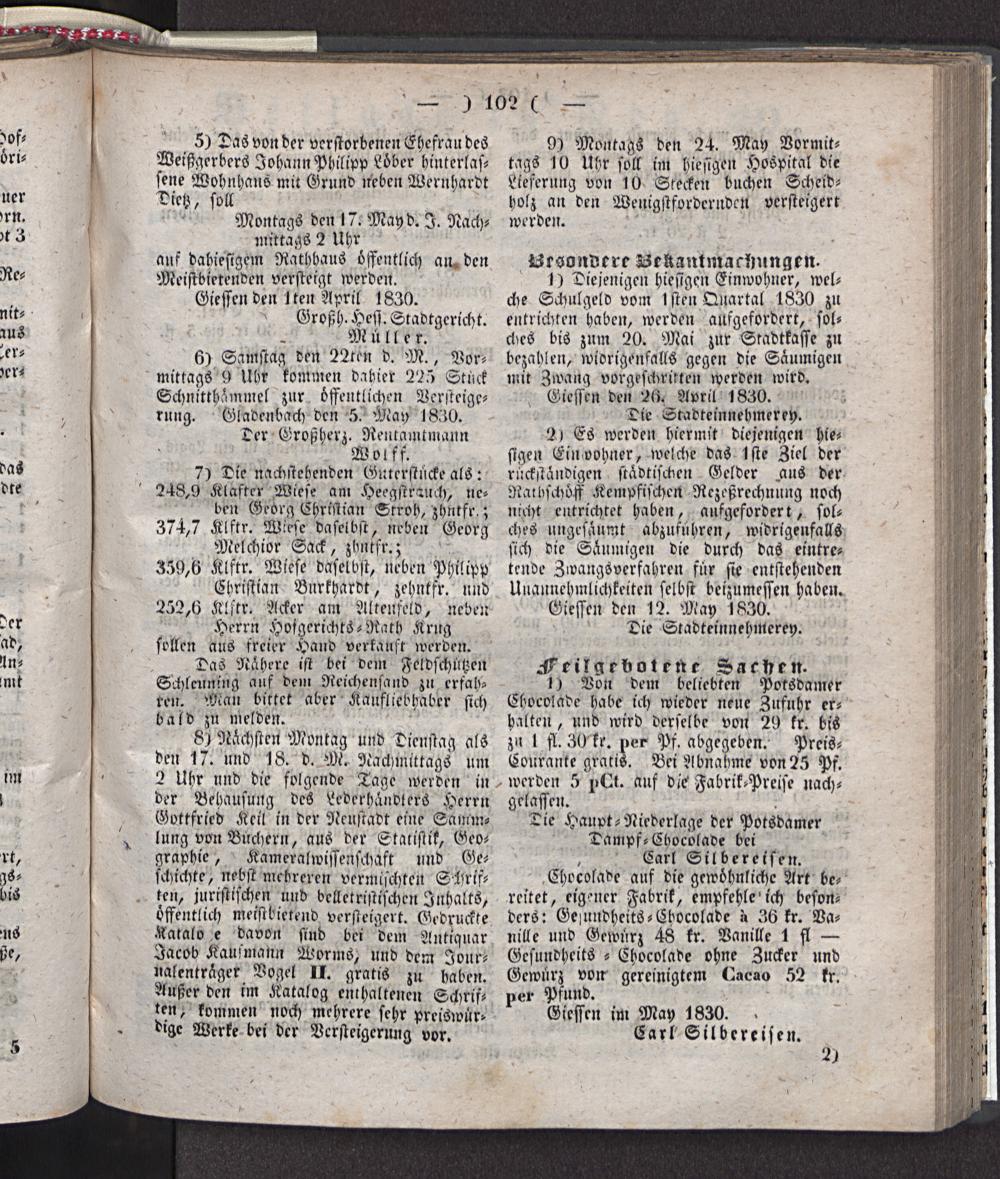 — ) 102 ( —
5) Das von der verstorbenen Ehefrau des
Weißgerbers Johann Philipp Löber hinterlas-
sene Wohnhaus mit Grund neben Wernhardt
Dietz, soll
Montags den 17. May d. J. Nach-
mittags 2 Uhr
auf dahiesigem Rathhaus öffentlich an den
Meistbietenden versteigt werden.
Giessen den 1ten April 1830.
Großh. Hess. Stadtgericht.
Müller.
6) Samstag den 22ten d. M., Vor-
mittags 9 Uhr kommen dahier 225 Stück
Schnitthämmel zur öffentlichen Versteige-
rung. Gladenbach den 5. May 1830.
Der Großherz. Rentamtmann
Wolff.
7) Die nachstehenden Güterstücke als:
248,9 Klafter Wiese am Heegstrauch, ne-
ben Georg Christian Stroh, zhntfr.;
374,7 Klftr. Wiese daselbst, neben Georg
Melchior Sack, zhntfr.;
359,6 Klftr. Wiese daselbst, neben Philipp
Christian Burkhardt, zehntfr. und
252,6 Klftr. Acker am Altenfeld, neben
Herrn Hofgerichts-Rath Krug
sollen aus freier Hand verkauft werden.
Das Nähere ist bei dem Feldschützen
Schleuning auf dem Reichensand zu erfah-
ren. Man bittet aber Kaufliebhaber sich
bald zu melden.
8) Nächsten Montag und Dienstag als
den 17. und 18. d. M. Nachmittags um
2 Uhr und die folgende Tage werden in
der Behausung des Lederhändlers Herrn
Gottfried Keil in der Neustadt eine Samm-
lung von Büchern, aus der Statistik, Geo-
graphie, Kameralwissenschaft und Ge-
schichte, nebst mehreren vermischten Schrif-
ten, juristischen und belletristischen Inhalts,
öffentlich meistbietend versteigert. Gedruckte
Katalo e davon sind bei dem Antiquar
Jacob Kaufmann Worms, und dem Jour-
nalenträger Vogel II. gratis zu haben.
Außer den im Katalog enthaltenen Schrif-
ten, kommen noch mehrere sehr preiswür-
dige Werke bei der Versteigerung vor.
9) Montags den 24. May Vormit-
tags 10 Uhr soll im hiesigen Hospital die
Lieferung von 10 Stecken buchen Scheid-
holz an den Wenigstfordernden versteigert
werden.
Besondere Bekantmachungen.
1) Diejenigen hiesigen Einwohner, wel-
che Schulgeld vom 1sten Quartal 1830 zu
entrichten haben, werden aufgefordert, sol-
ches bis zum 20. Mai zur Stadtkasse zu
bezahlen, widrigenfalls gegen die Säumigen
mit Zwang vorgeschritten werden wird.
Giessen den 26. April 1830.
Die Stadteinnehmerey.
2) Es werden hiermit diejenigen hie-
sigen Einwohner, welche das 1ste Ziel der
rückständigen städtischen Gelder aus der
Rathschöff Kempfischen Rezeßrechnung noch
nicht entrichtet haben, aufgefordert, sol-
ches ungesäumt abzuführen, widrigenfalls
sich die Säumigen die durch das eintre-
tende Zwangsverfahren für sie entstehenden
Unannehmlichkeiten selbst beizumessen haben.
Giessen den 12. May 1830.
Die Stadteinnehmerey.
Feilgebotene Sachen.
1) Von dem beliebten Potsdamer
Chocolade habe ich wieder neue Zufuhr er-
halten, und wird derselbe von 29 kr. bis
zu 1 fl. 30 kr. per Pf. abgegeben. Preis-
Courante gratis. Bei Abnahme von 25 Pf.
werden 5 pCt. auf die Fabrik-Preise nach-
gelassen.
Die Haupt-Niederlage der Potsdamer
Dampf-Chocolade bei
Carl Silbereisen.
Chocolade auf die gewöhnliche Art be-
reitet, eigener Fabrik, empfehle ich beson-
ders: Gesundheits-Chocolade à 36 kr. Va-
nille und Gewürz 48 kr. Vanille 1 fl —
Gesundheits-Chocolade ohne Zucker und
Gewürz von gereinigtem Cacao 52 kr.
per Pfund.
Giessen im May 1830.
Carl Silbereisen.
2)
5